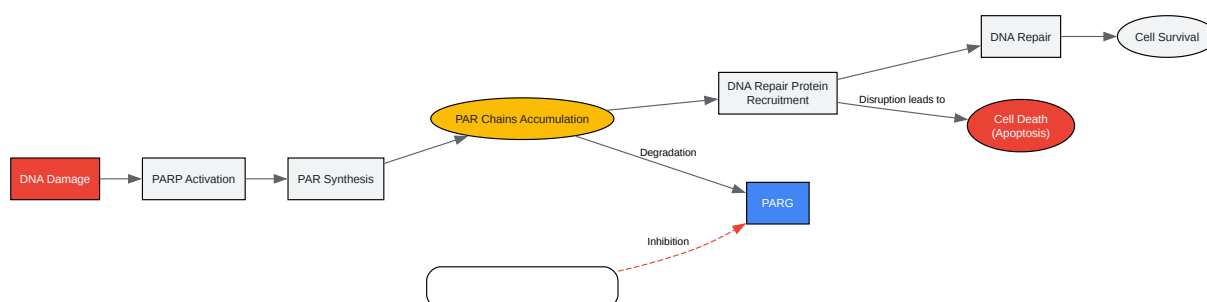 DNA Damage
PARP Activation
PAR Synthesis
PAR Chains Accumulation
DNA Repair Protein
Recruitment
DNA Repair
Cell Survival
Disruption leads to
Cell Death
(Apoptosis)
Degradation
PARG
Inhibition